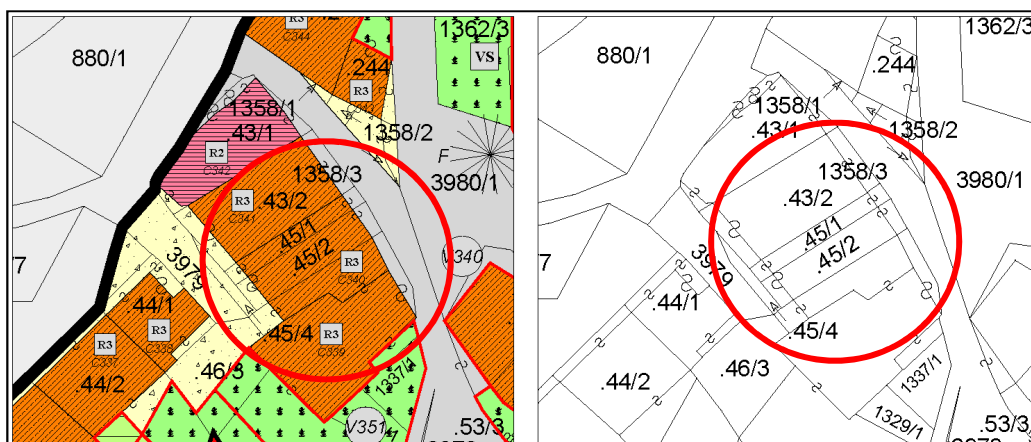 R3
C344
1362/3
880/1
VS
.244
R3
1358/1
.43/1
1358/2
R2
C342
F
1358/3
3980/1
R3
C341
.43/2
.45/1
.45/2
3979
R3
C340
V340
/7
.44/1
R3
C338
R3
C337
.45/4
R3
C339
.44/2
.46/3
1337/1
V351
.53/3
1362/3
880/1
.244
1358/1
.43/1
1358/2
1358/3
3980/1
.43/2
.45/1
.45/2
3979
/7
.44/1
.45/4
.46/3
.44/2
1337/1
1329/1
.53/3